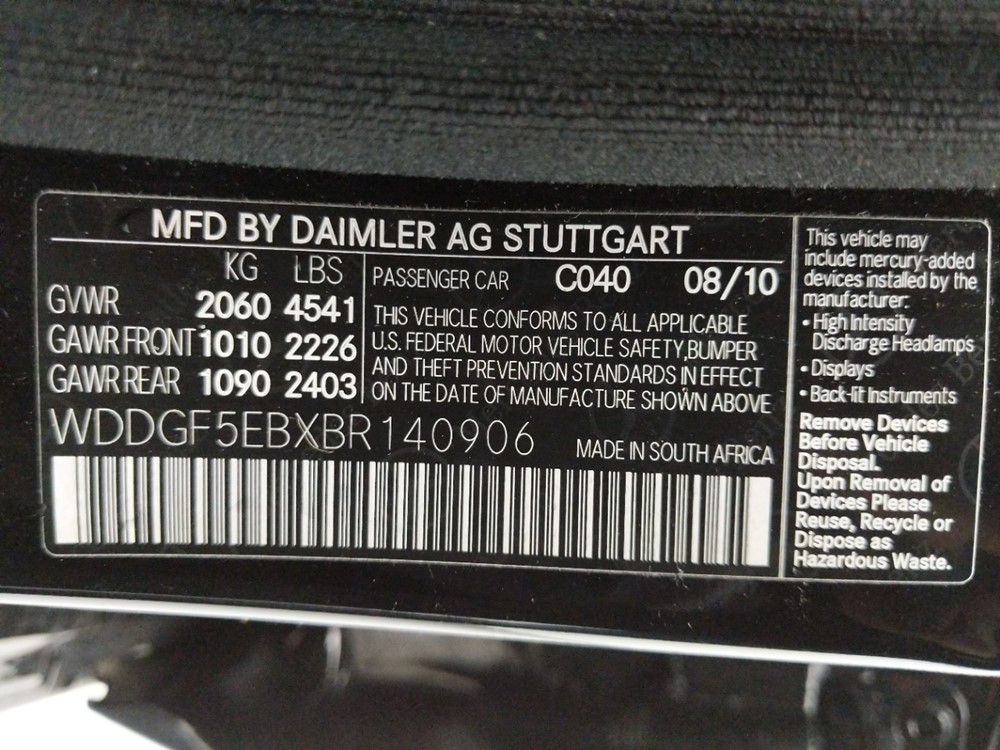 MFD BY DAIMLER AG STUTTGART
KG LBS
GVWR 2060 4541
GAWR FRONT 1010 2226
GAWR REAR 1090 2403
PASSENGER CAR C040 08/10
THIS VEHICLE CONFORMS TO ALL APPLICABLE
U.S. FEDERAL MOTOR VEHICLE SAFETY,BUMPER
AND THEFT PREVENTION STANDARDS IN EFFECT
ON THE DATE OF MANUFACTURE SHOWN ABOVE
WDDGF5EBXBR140906
MADE IN SOUTH AFRICA
This vehicle may
include mercury-added
devices installed by the
manufacturer:
• High Intensity
Discharge Headlamps
• Displays
• Back-lit Instruments
Remove Devices
Before Vehicle
Disposal.
Upon Removal of
Devices Please
Reuse, Recycle or
Dispose as
Hazardous Waste.